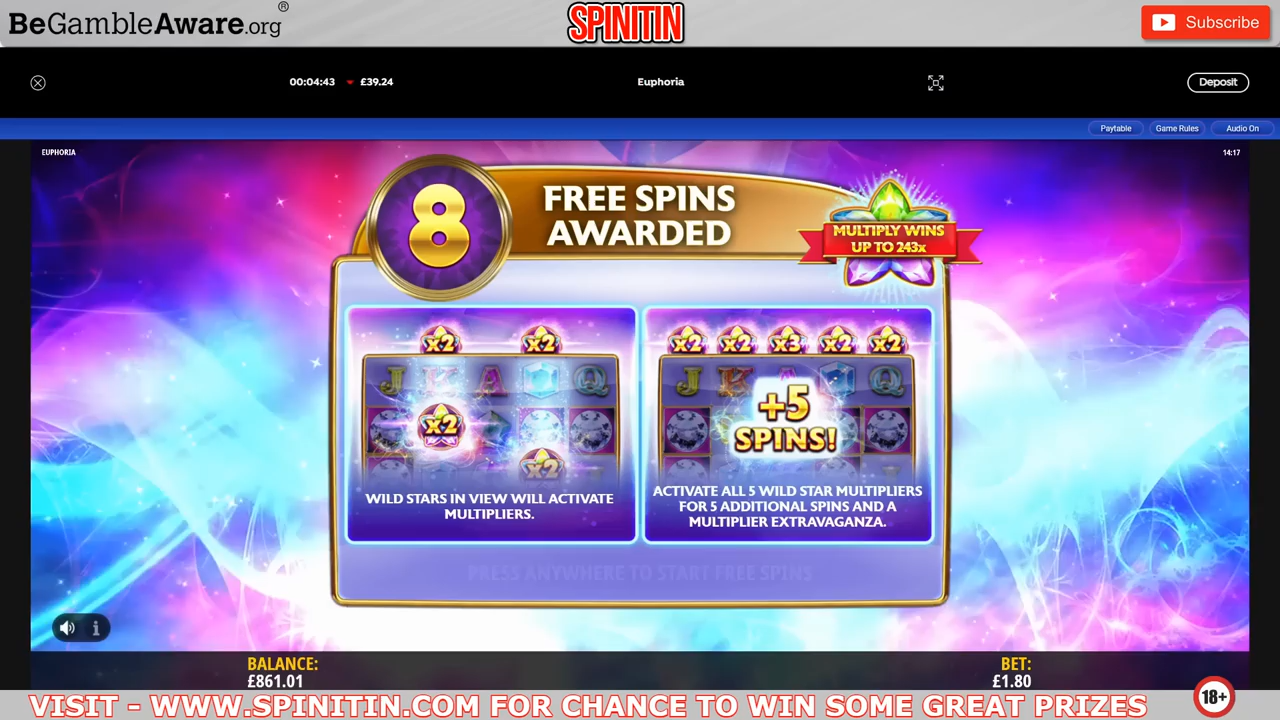 BeGambleAware.org®
SPINITIN
Subscribe
00:04:43 £39.24
Euphoria
Deposit
Paytable
Game Rules
Audio On
EUPHORIA
14:17
8
FREE SPINS
AWARDED
MULTIPLY WINS
UP TO 243x
x2 x2
J K A Q
x2
x2
WILD STARS IN VIEW WILL ACTIVATE
MULTIPLIERS.
x2 x2 x3 x2 x2
J K A Q
+5
SPINS!
ACTIVATE ALL 5 WILD STAR MULTIPLIERS
FOR 5 ADDITIONAL SPINS AND A
MULTIPLIER EXTRAVAGANZA.
PRESS ANYWHERE TO START FREE SPINS
BALANCE:
£861.01
BET:
£1.80
VISIT - WWW.SPINITIN.COM FOR CHANCE TO WIN SOME GREAT PRIZES
18+